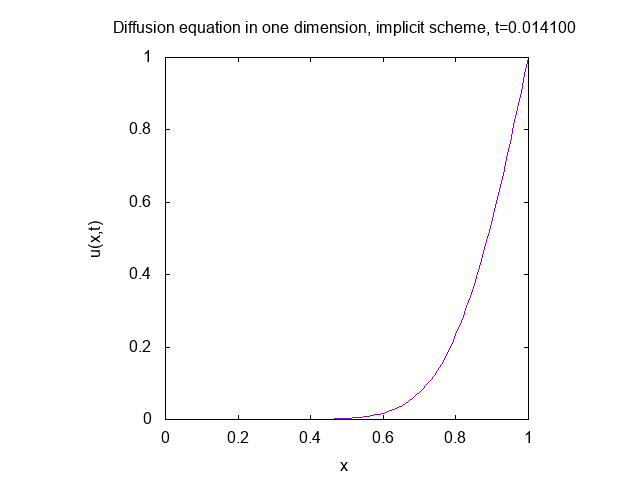 Diffusion equation in one dimension, implicit scheme, t=0.014100
1
0.8
0.6
0.4
0.2
0
u(x,t)
0 0.2 0.4 0.6 0.8 1
x